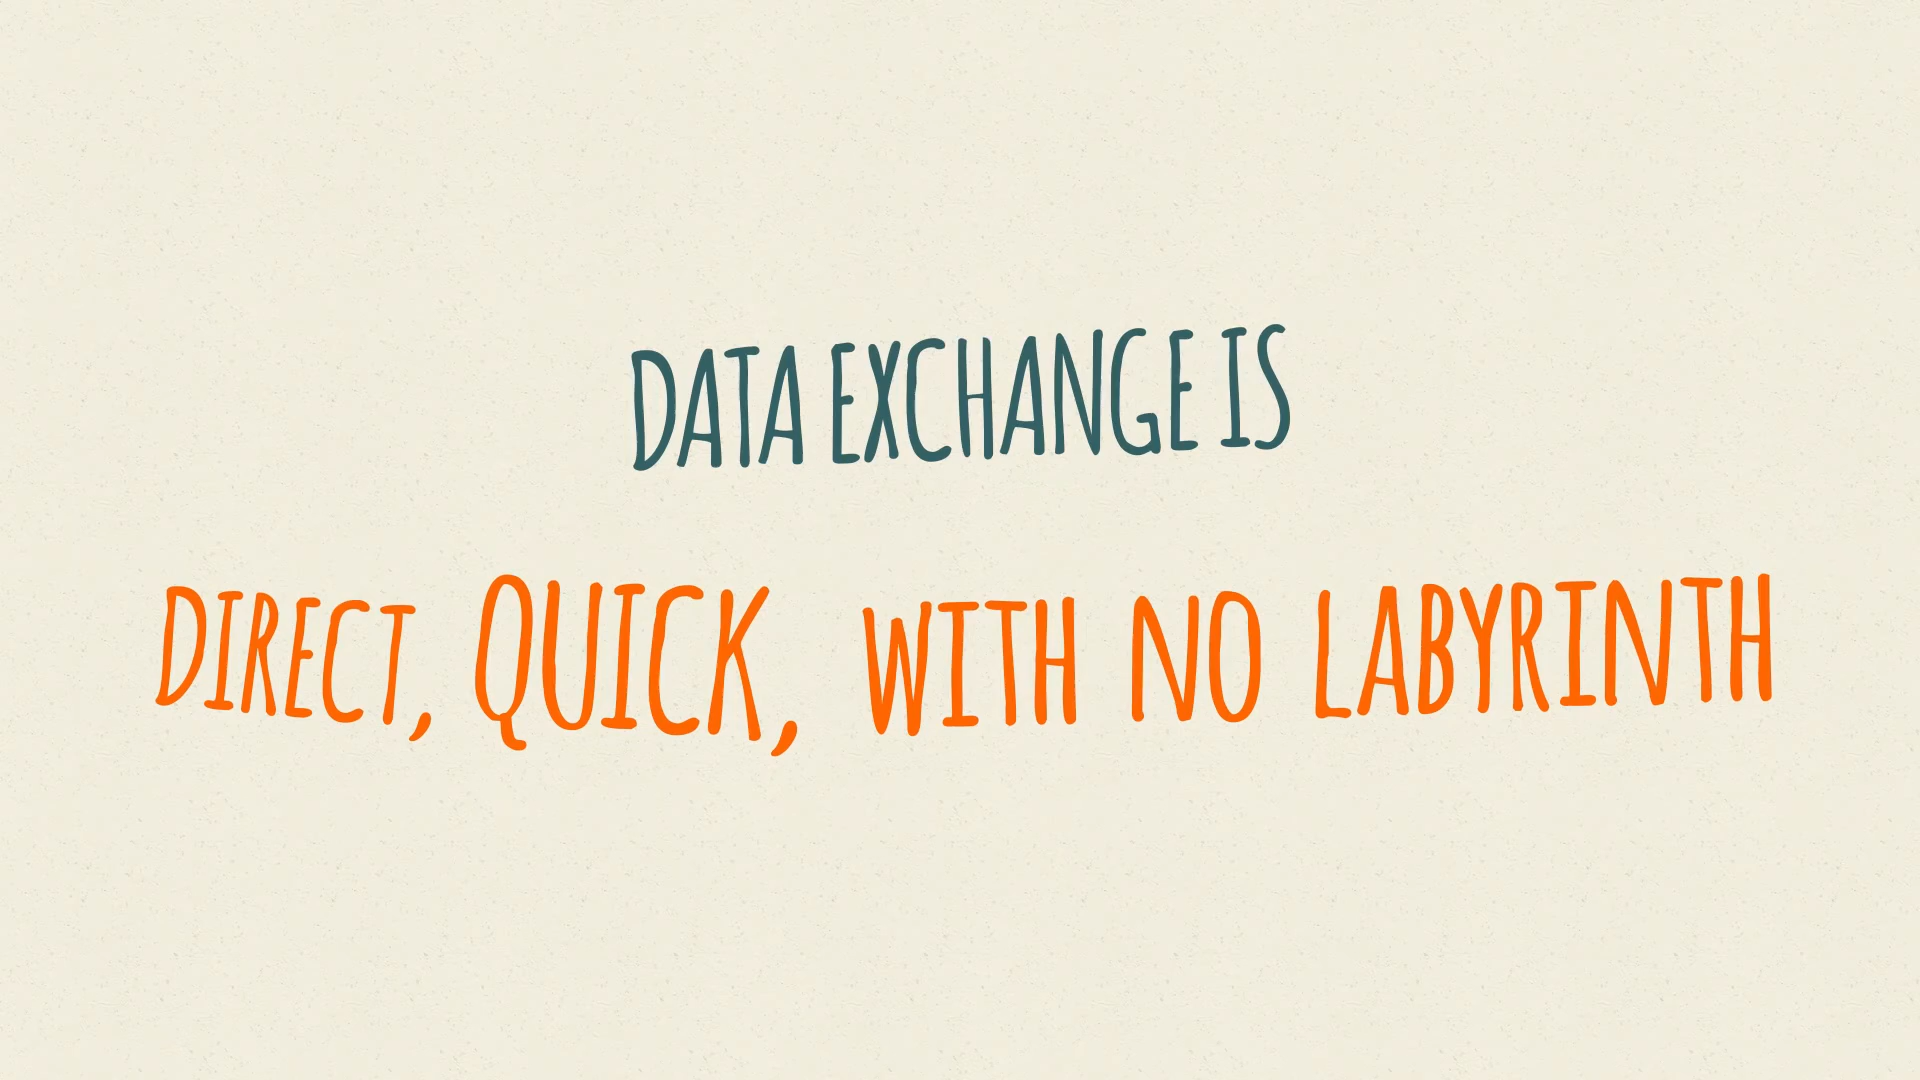 DATA EXCHANGE IS
DIRECT, QUICK, WITH NO LABYRINTH